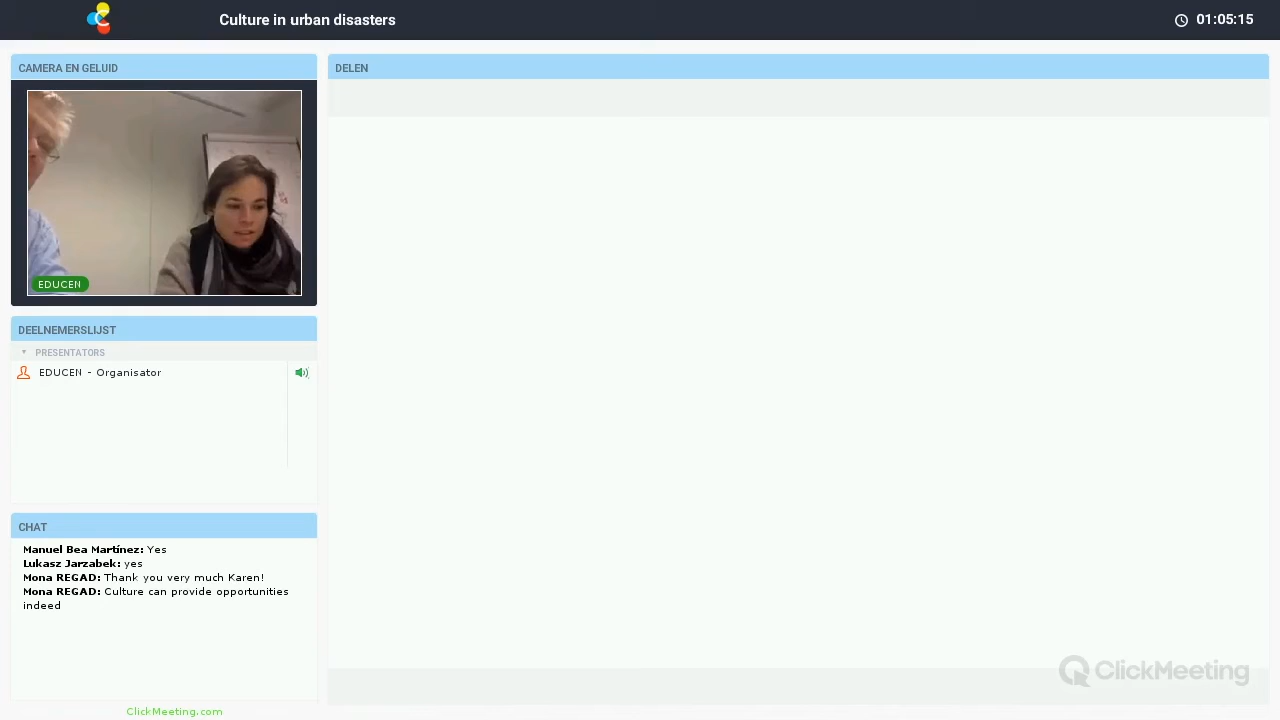 Culture in urban disasters
01:05:15
CAMERA EN GELUID
EDUCEN
DEELNEMERSLIJST
PRESENTATORS
EDUCEN - Organisator
CHAT
Manuel Bea Martínez: Yes
Lukasz Jarzabek: yes
Mona REGAD: Thank you very much Karen!
Mona REGAD: Culture can provide opportunities
indeed
ClickMeeting.com
DELEN
ClickMeeting